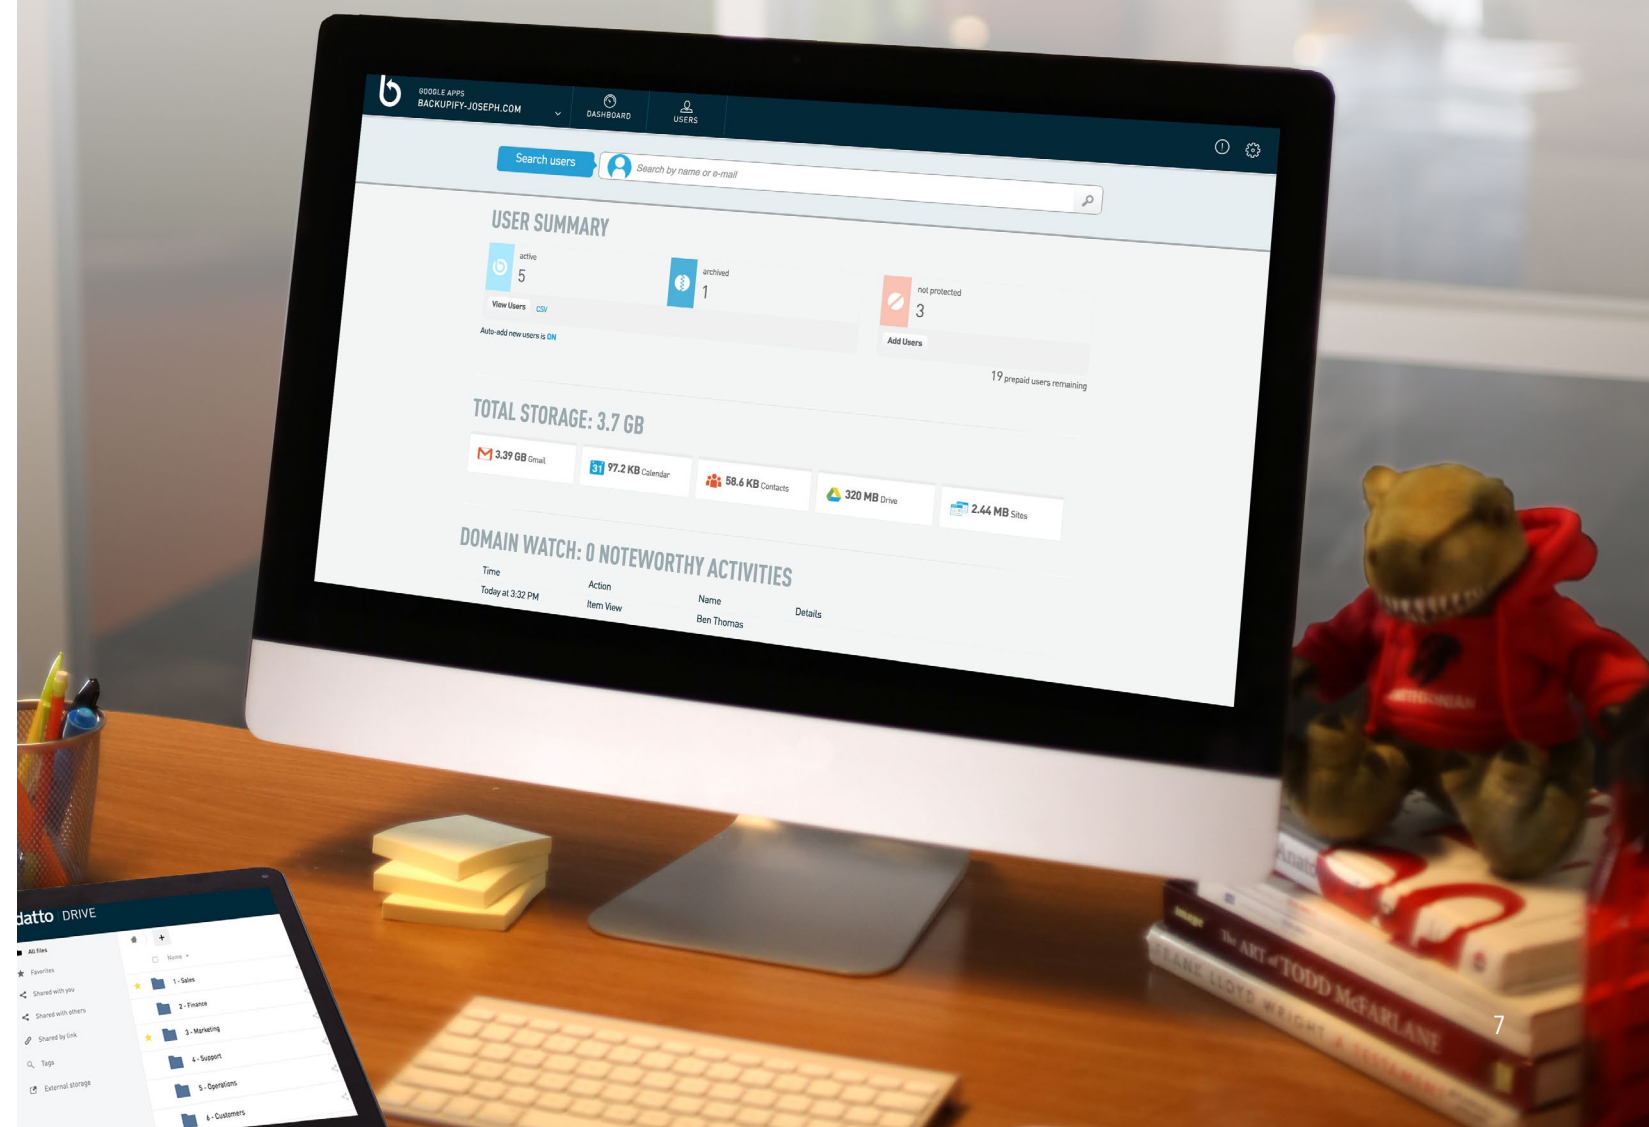 GOOGLE APPS
BACKUPIFY-JOSEPH.COM
DASHBOARD
USERS
Search users
Search by name or e-mail
USER SUMMARY
active
5
archived
1
not protected
3
View Users CSV
Add Users
Auto-add new users is ON
19 prepaid users remaining
TOTAL STORAGE: 3.7 GB
3.39 GB Gmail
31 97.2 KB Calendar
58.6 KB Contacts
320 MB Drive
2.44 MB Sites
DOMAIN WATCH: 0 NOTEWORTHY ACTIVITIES
Time Action Name Details
Today at 3:32 PM Item View Ben Thomas
datto DRIVE
All files
Favorites
Shared with you
Shared with others
Shared by link
Tags
External storage
Name
1 - Sales
2 - Finance
3 - Marketing
4 - Support
5 - Operations
6 - Customers
image The ART of TODD McFARLANE
LLOYD WRIGHT A TESTAMENT
7